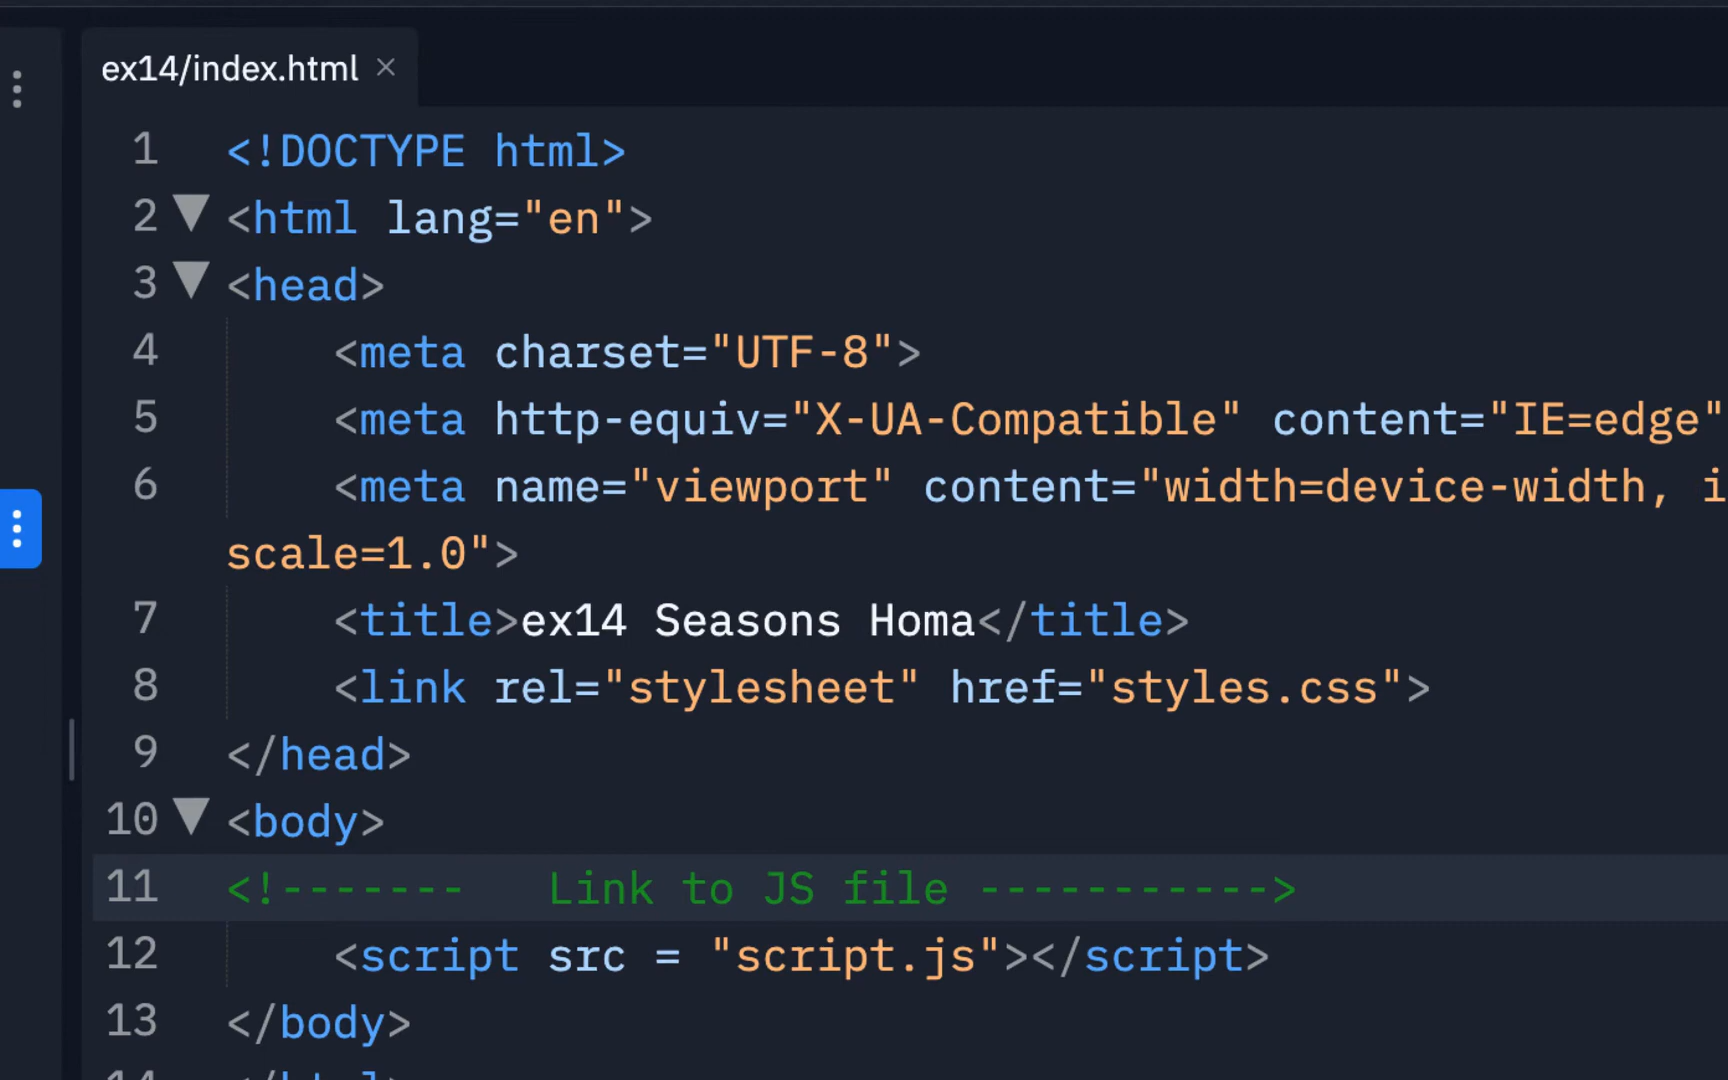 ex14/index.html ×
1 <!DOCTYPE html>
2 <html lang="en">
3 <head>
4     <meta charset="UTF-8">
5     <meta http-equiv="X-UA-Compatible" content="IE=edge"
6     <meta name="viewport" content="width=device-width, i
scale=1.0">
7     <title>ex14 Seasons Homa</title>
8     <link rel="stylesheet" href="styles.css">
9 </head>
10 <body>
11 <!-------   Link to JS file ----------->
12     <script src = "script.js"></script>
13 </body>